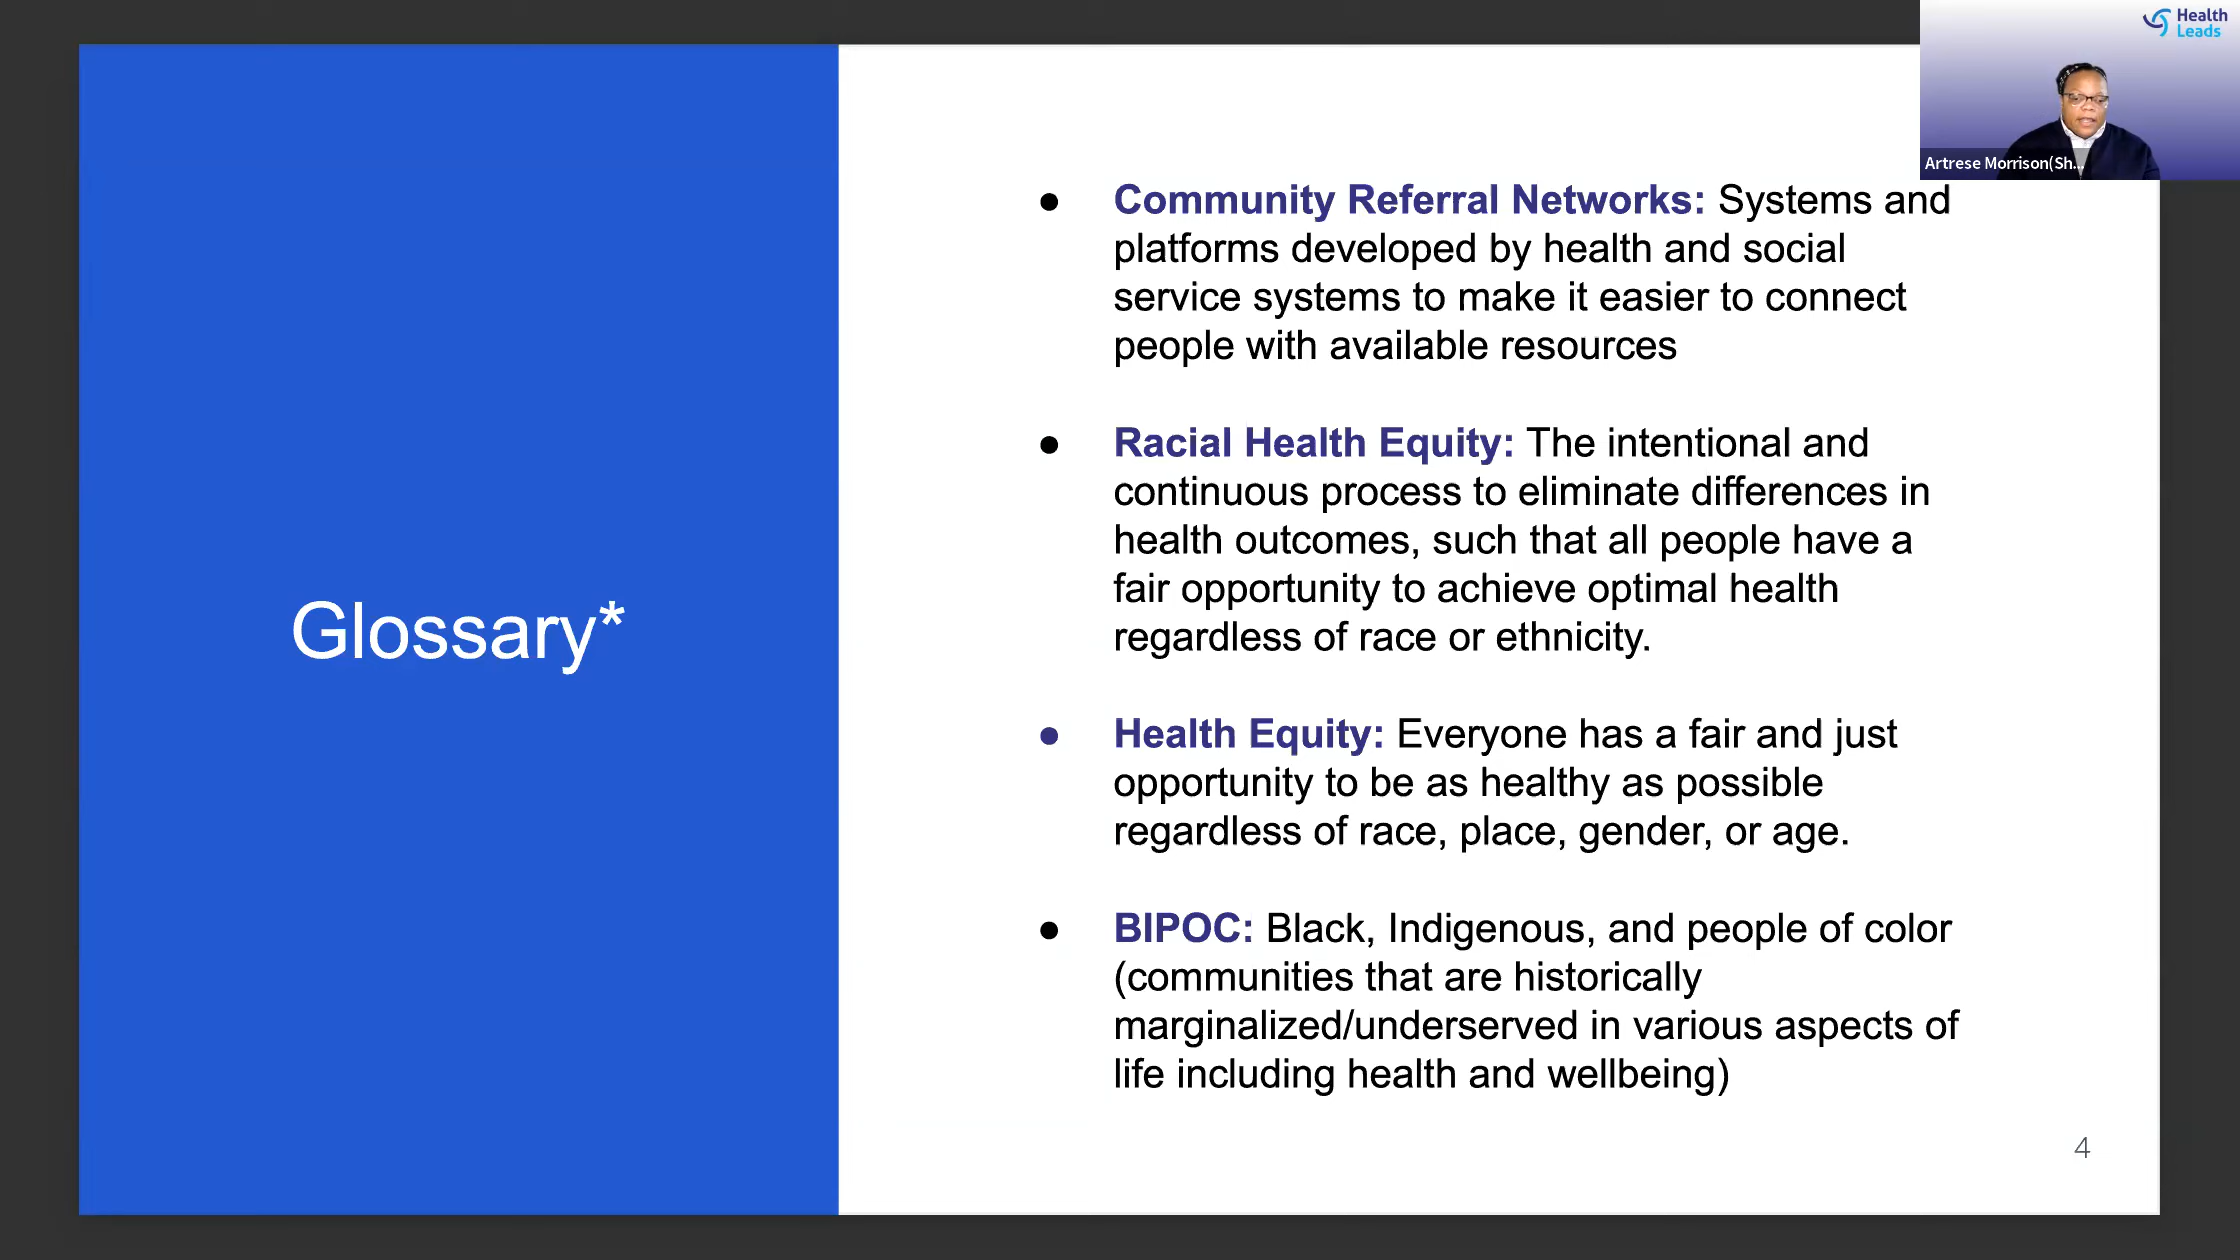 Health
Leads
Artrese Morrison(Sh...
Glossary*
● Community Referral Networks: Systems and
platforms developed by health and social
service systems to make it easier to connect
people with available resources
● Racial Health Equity: The intentional and
continuous process to eliminate differences in
health outcomes, such that all people have a
fair opportunity to achieve optimal health
regardless of race or ethnicity.
● Health Equity: Everyone has a fair and just
opportunity to be as healthy as possible
regardless of race, place, gender, or age.
● BIPOC: Black, Indigenous, and people of color
(communities that are historically
marginalized/underserved in various aspects of
life including health and wellbeing)
4